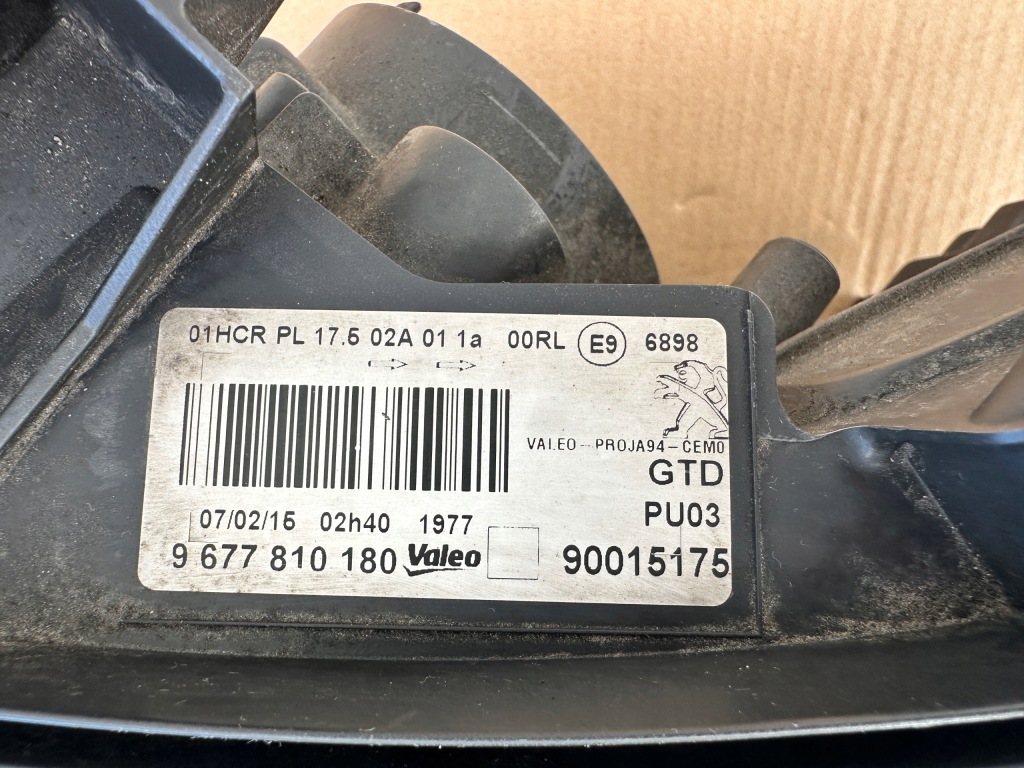 01HCR PL 17.5 02A 01 1a 00RL E9 6898
VALEO-PROJA94-CEM0
GTD
PU03
07/02/15 02h40 1977
9 677 810 180 Valeo 90015175